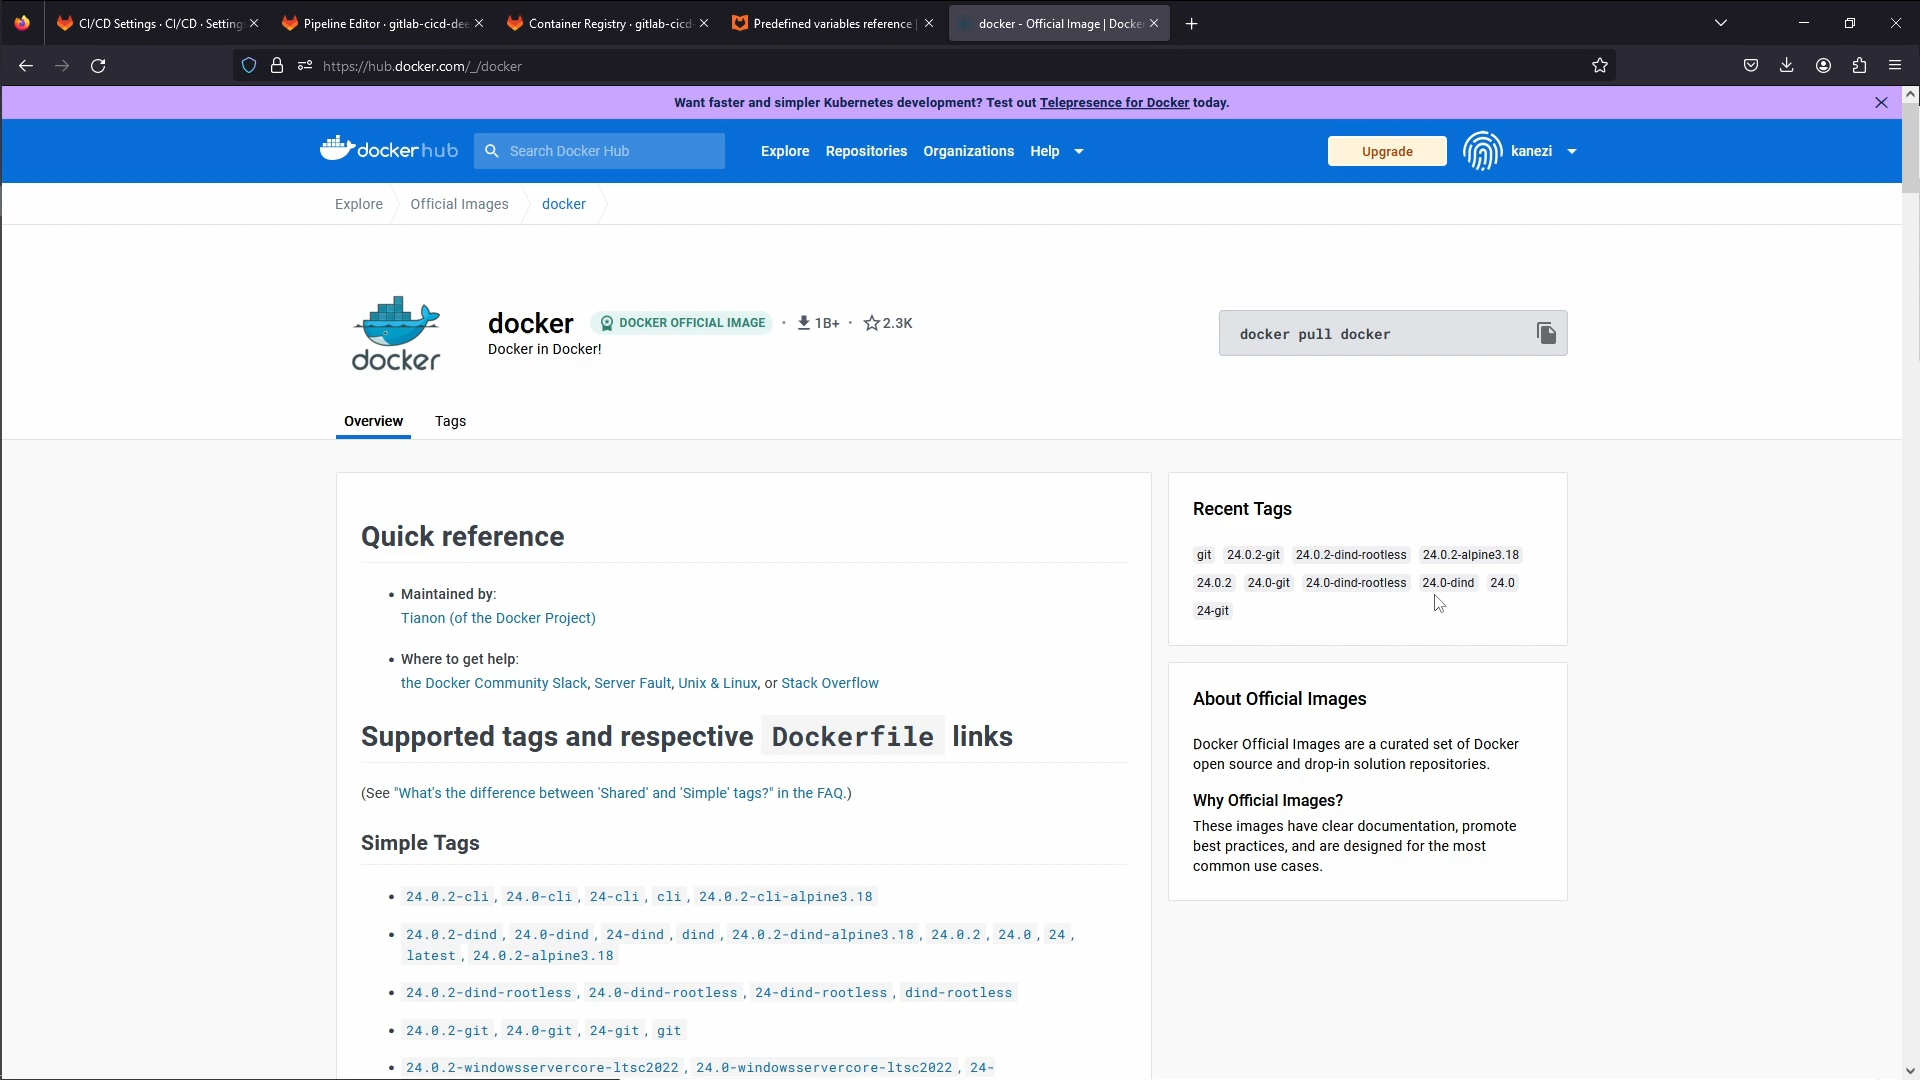 CI/CD Settings · CI/CD · Setting
Pipeline Editor · gitlab-cicd-dee
Container Registry · gitlab-cicd-
Predefined variables reference |
docker - Official Image | Docker
https://hub.docker.com/_/docker
Want faster and simpler Kubernetes development? Test out Telepresence for Docker today.
dockerhub
Search Docker Hub
Explore
Repositories
Organizations
Help
Upgrade
kanezi
Explore
Official Images
docker
docker
docker
DOCKER OFFICIAL IMAGE
·
1B+
·
2.3K
Docker in Docker!
docker pull docker
Overview
Tags
Quick reference
• Maintained by:
Tianon (of the Docker Project)
• Where to get help:
the Docker Community Slack, Server Fault, Unix & Linux, or Stack Overflow
Supported tags and respective Dockerfile links
(See "What's the difference between 'Shared' and 'Simple' tags?" in the FAQ.)
Simple Tags
• 24.0.2-cli, 24.0-cli, 24-cli, cli, 24.0.2-cli-alpine3.18
• 24.0.2-dind, 24.0-dind, 24-dind, dind, 24.0.2-dind-alpine3.18, 24.0.2, 24.0, 24,
latest, 24.0.2-alpine3.18
• 24.0.2-dind-rootless, 24.0-dind-rootless, 24-dind-rootless, dind-rootless
• 24.0.2-git, 24.0-git, 24-git, git
• 24.0.2-windowsservercore-ltsc2022, 24.0-windowsservercore-ltsc2022, 24-
Recent Tags
git 24.0.2-git 24.0.2-dind-rootless 24.0.2-alpine3.18
24.0.2 24.0-git 24.0-dind-rootless 24.0-dind 24.0
24-git
About Official Images
Docker Official Images are a curated set of Docker
open source and drop-in solution repositories.
Why Official Images?
These images have clear documentation, promote
best practices, and are designed for the most
common use cases.